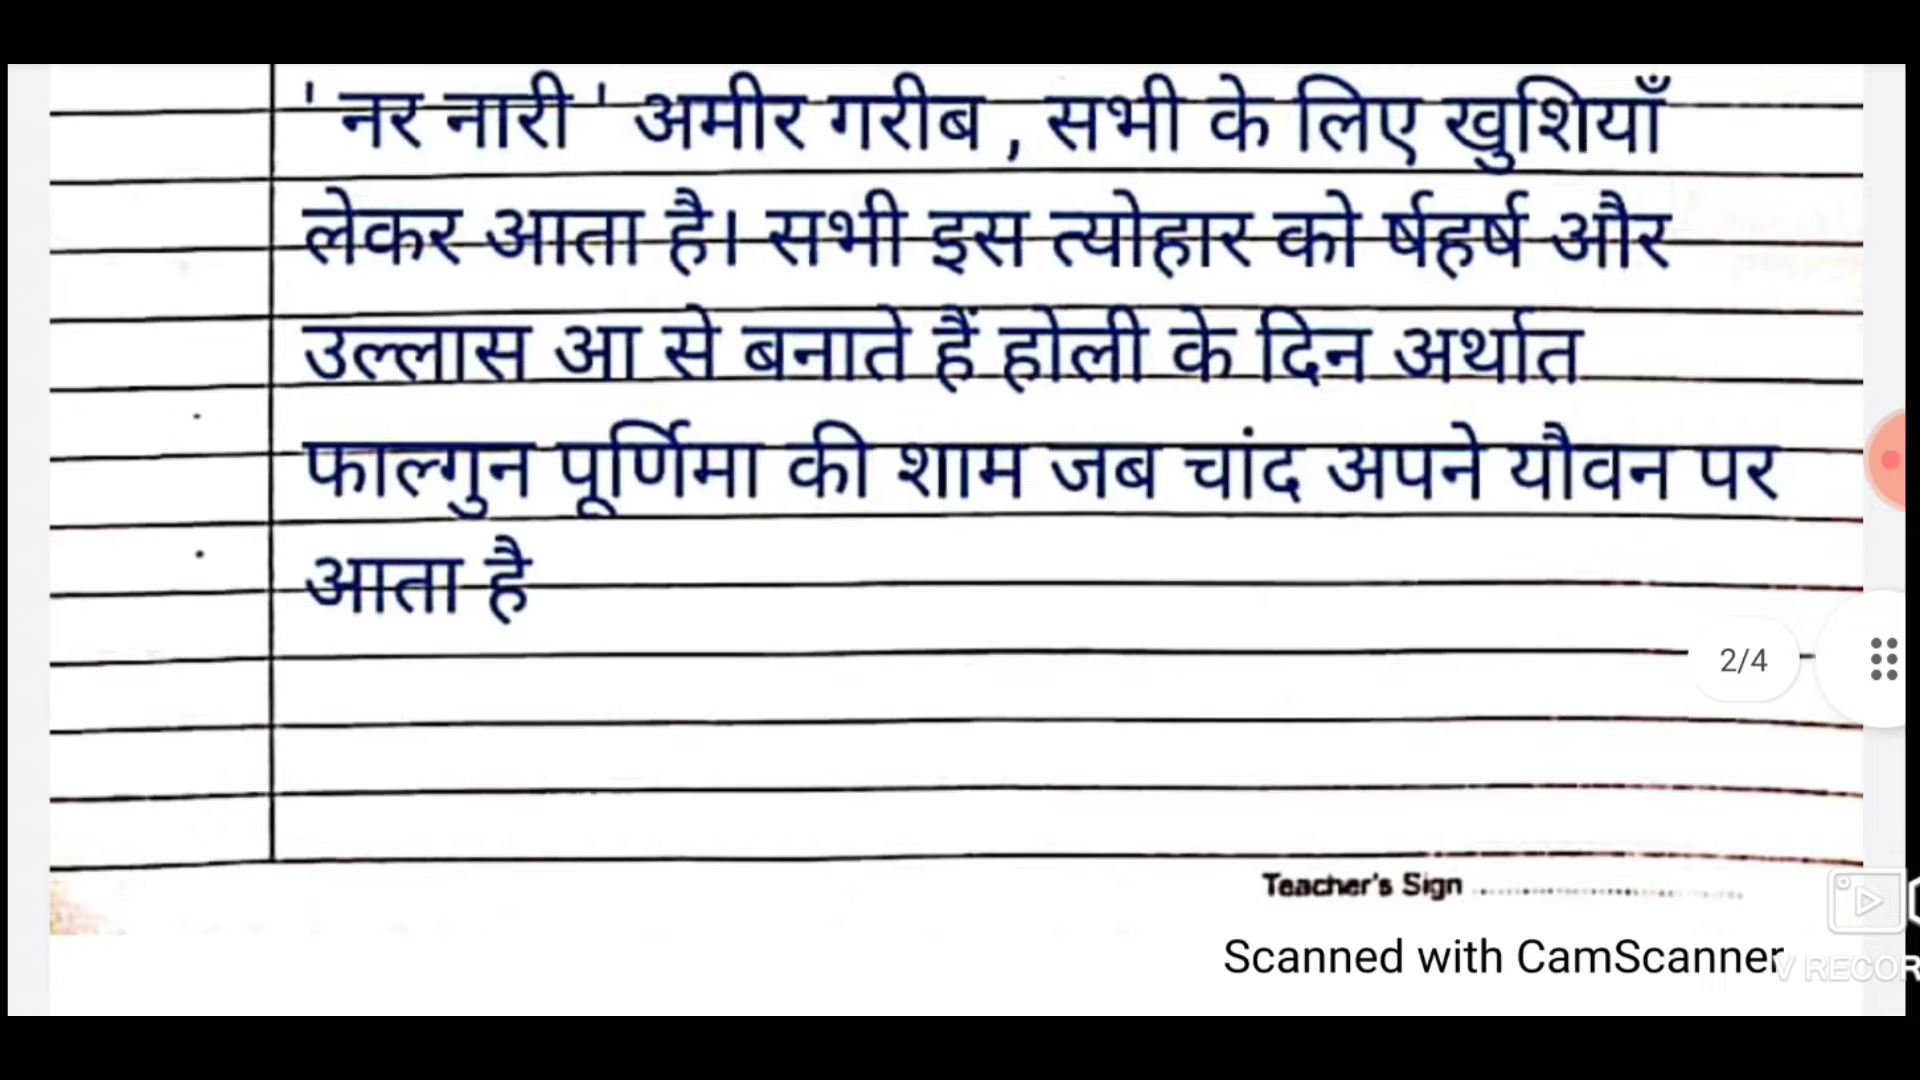 ' नर नारी ' अमीर गरीब , सभी के लिए खुशियाँ
लेकर आता है। सभी इस त्योहार को र्षहर्ष और
उल्लास आ से बनाते हैं होली के दिन अर्थात
फाल्गुन पूर्णिमा की शाम जब चांद अपने यौवन पर
आता है
2/4
Teacher's Sign ........................
Scanned with CamScanner
V RECOR